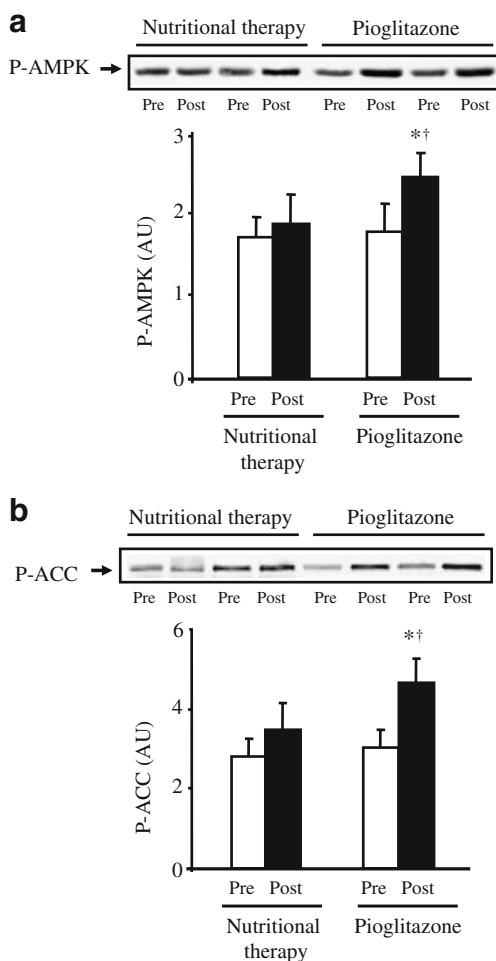 a
Nutritional therapy Pioglitazone
P-AMPK
Pre Post Pre Post Pre Post Pre Post
3
*†
2
P-AMPK (AU)
1
0
Pre Post Pre Post
Nutritional therapy
Pioglitazone
b
Nutritional therapy Pioglitazone
P-ACC
Pre Post Pre Post Pre Post Pre Post
6
*†
4
P-ACC (AU)
2
0
Pre Post Pre Post
Nutritional therapy
Pioglitazone